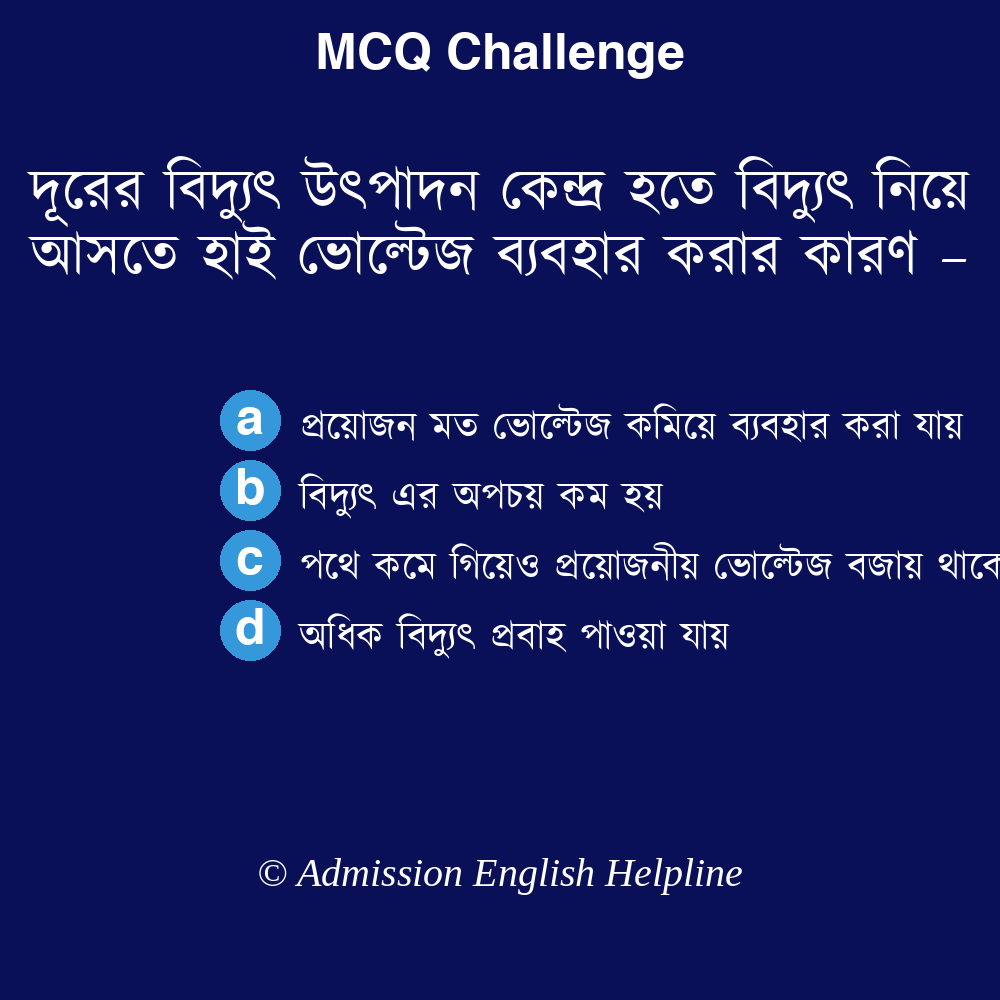 MCQ Challenge
দূরের বিদ্যুৎ উৎপাদন কেন্দ্র হতে বিদ্যুৎ নিয়ে
আসতে হাই ভোল্টেজ ব্যবহার করার কারণ –
a প্রয়োজন মত ভোল্টেজ কমিয়ে ব্যবহার করা যায়
b বিদ্যুৎ এর অপচয় কম হয়
c পথে কমে গিয়েও প্রয়োজনীয় ভোল্টেজ বজায় থাকে
d অধিক বিদ্যুৎ প্রবাহ পাওয়া যায়
© Admission English Helpline